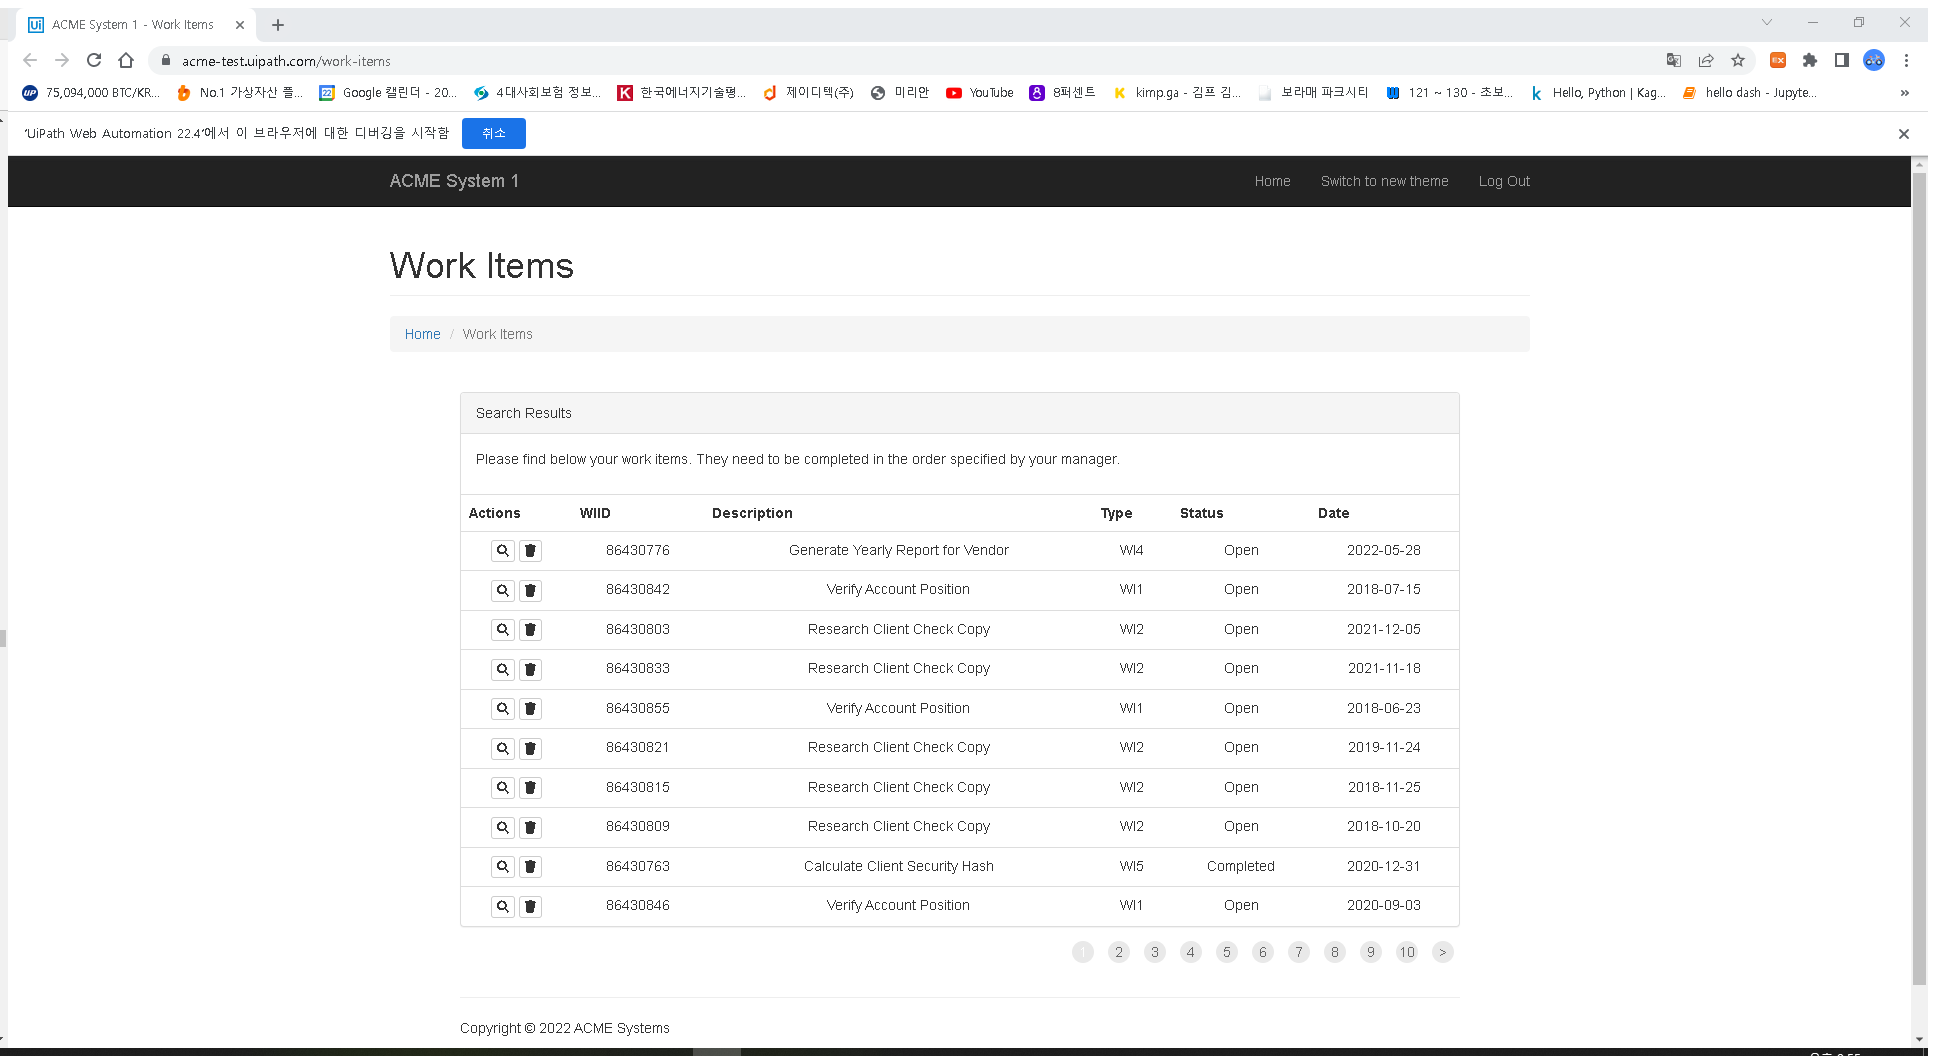 ACME System 1 - Work Items
acme-test.uipath.com/work-items
75,094,000 BTC/KR... No.1 가상자산 플... Google 캘린더 - 20... 4대사회보험 정보... 한국에너지기술평... 제이디텍(주) 미리안 YouTube 8퍼센트 kimp.ga - 김프 김... 보라매 파크시티 121 ~ 130 - 초보... Hello, Python | Kag... hello dash - Jupyte... »
'UiPath Web Automation 22.4'에서 이 브라우저에 대한 디버깅을 시작함 취소
ACME System 1 Home Switch to new theme Log Out
Work Items
Home / Work Items
Search Results
Please find below your work items. They need to be completed in the order specified by your manager.
Actions WIID Description Type Status Date
86430776 Generate Yearly Report for Vendor WI4 Open 2022-05-28
86430842 Verify Account Position WI1 Open 2018-07-15
86430803 Research Client Check Copy WI2 Open 2021-12-05
86430833 Research Client Check Copy WI2 Open 2021-11-18
86430855 Verify Account Position WI1 Open 2018-06-23
86430821 Research Client Check Copy WI2 Open 2019-11-24
86430815 Research Client Check Copy WI2 Open 2018-11-25
86430809 Research Client Check Copy WI2 Open 2018-10-20
86430763 Calculate Client Security Hash WI5 Completed 2020-12-31
86430846 Verify Account Position WI1 Open 2020-09-03
1 2 3 4 5 6 7 8 9 10 >
Copyright © 2022 ACME Systems